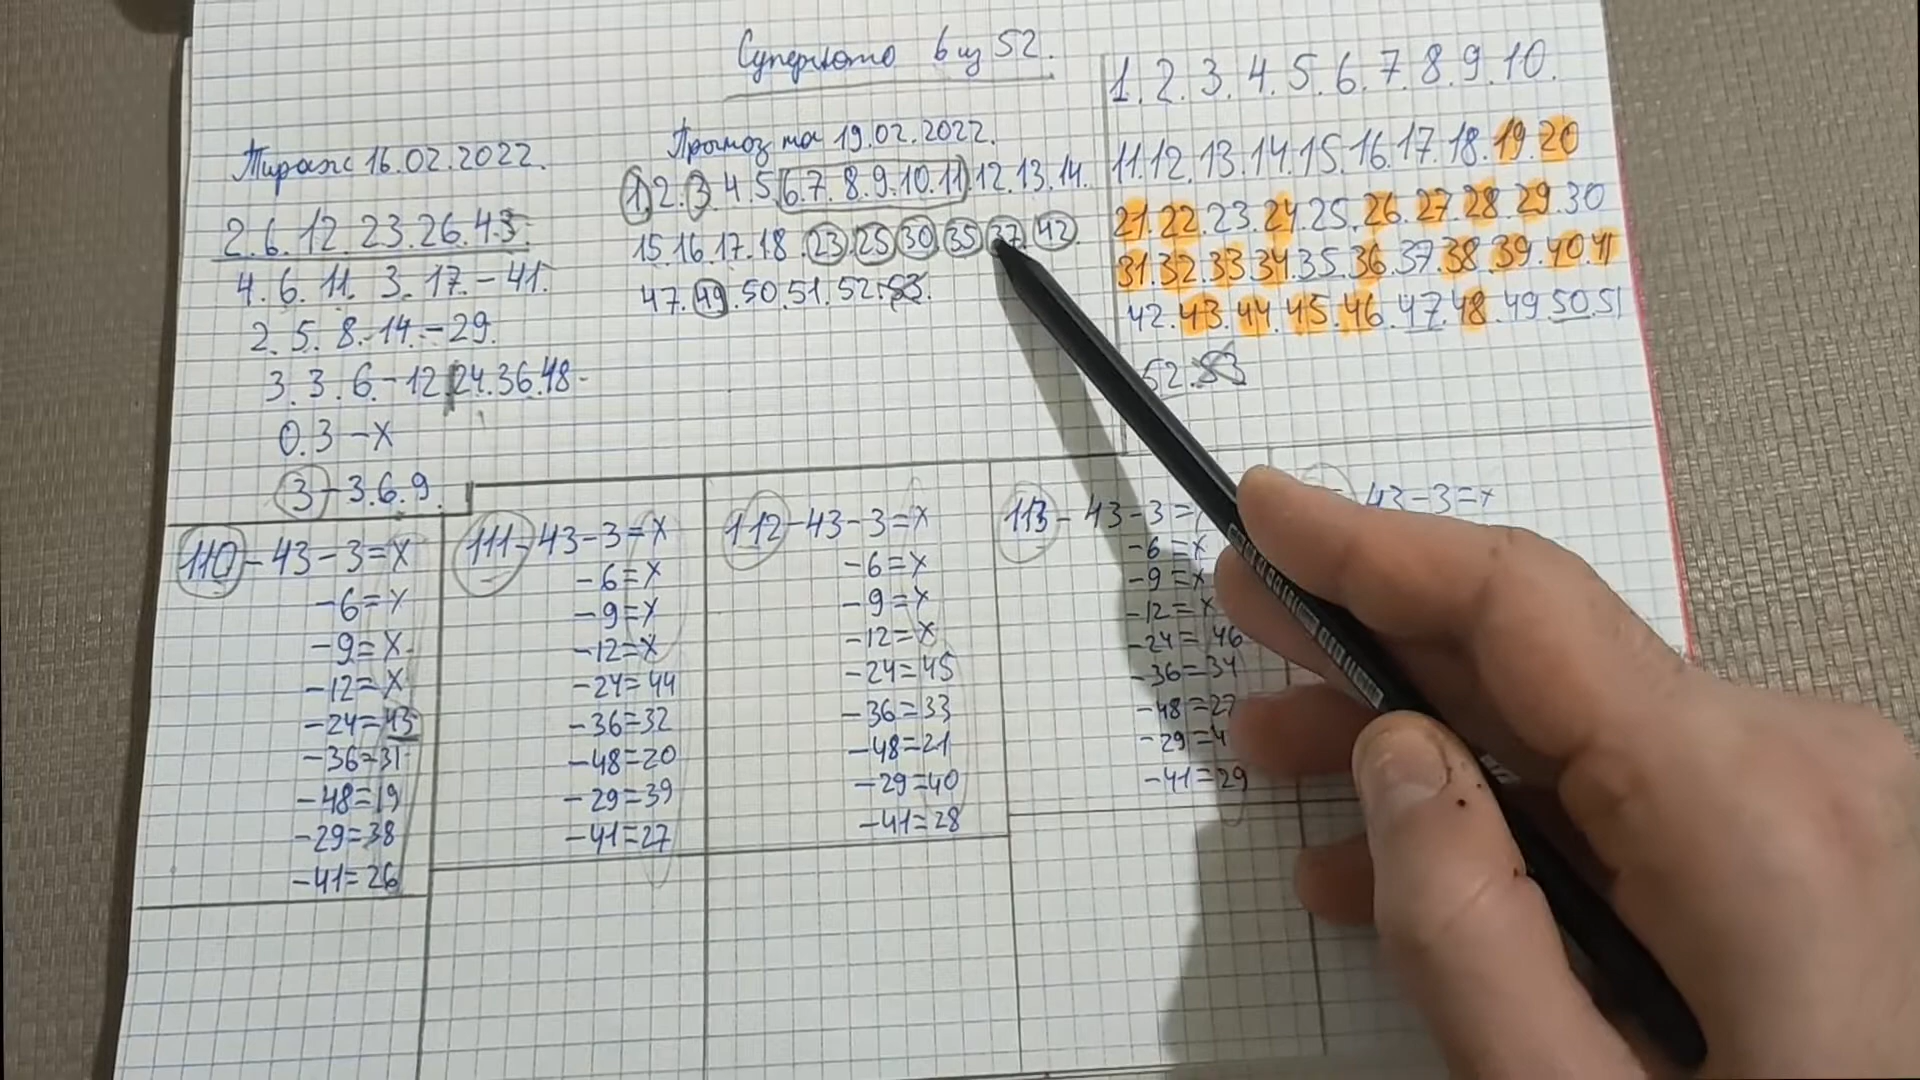 Суперлото 6 из 52.
Тираж 16.02.2022.
2.6.12.23.26.43.
4.6.11.3.17.-41.
2.5.8.14.-29.
3.3.6-12 24.36.48-
0.3-х
3-3.6.9.
Прогноз на 19.02.2022.
1.2.3.4.5.6.7.8.9.10.11.12.13.14.
15.16.17.18.23.25.30.35.37.42.
47.49.50.51.52.53.
1.2.3.4.5.6.7.8.9.10.
11.12.13.14.15.16.17.18.19.20
21.22.23.24.25.26.27.28.29.30
31.32.33.34.35.36.37.38.39.40.41
42.43.44.45.46.47.48.49.50.51
52.53
110-43-3=х
-6=х
-9=х
-12=х
-24=43
-36=31
-48=19
-29=38
-41=26
111-43-3=х
-6=х
-9=х
-12=х
-24=44
-36=32
-48=20
-29=39
-41=27
112-43-3=х
-6=х
-9=х
-12=х
-24=45
-36=33
-48=21
-29=40
-41=28
113-43-3=
-6=х
-9=х
-12=х
-24=46
-36=34
-48=27
-29=4
-41=29
43-3=х